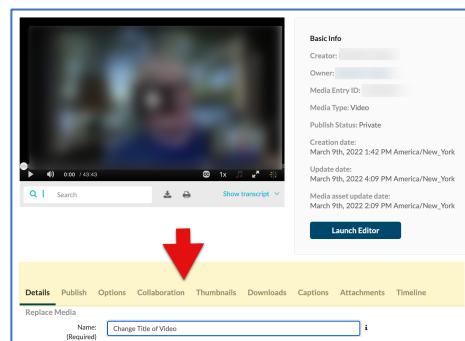 Basic Info
Creator:
Owner:
Media Entry ID:
Media Type: Video
Publish Status: Private
Creation date:
March 9th, 2022 1:42 PM America/New_York
Update date:
March 9th, 2022 4:09 PM America/New_York
Media asset update date:
March 9th, 2022 2:09 PM America/New_York
Launch Editor
0:00 / 43:43
1x
Search
Show transcript
Details Publish Options Collaboration Thumbnails Downloads Captions Attachments Timeline
Replace Media
Name: Change Title of Video i
(Required)